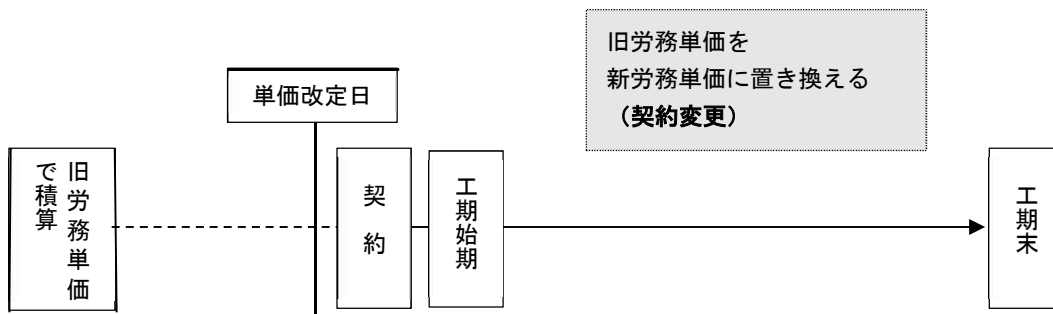 旧労務単価を
新労務単価に置き換える
（契約変更）
単価改定日
旧労務単価
で積算
契約
工期始期
工期末